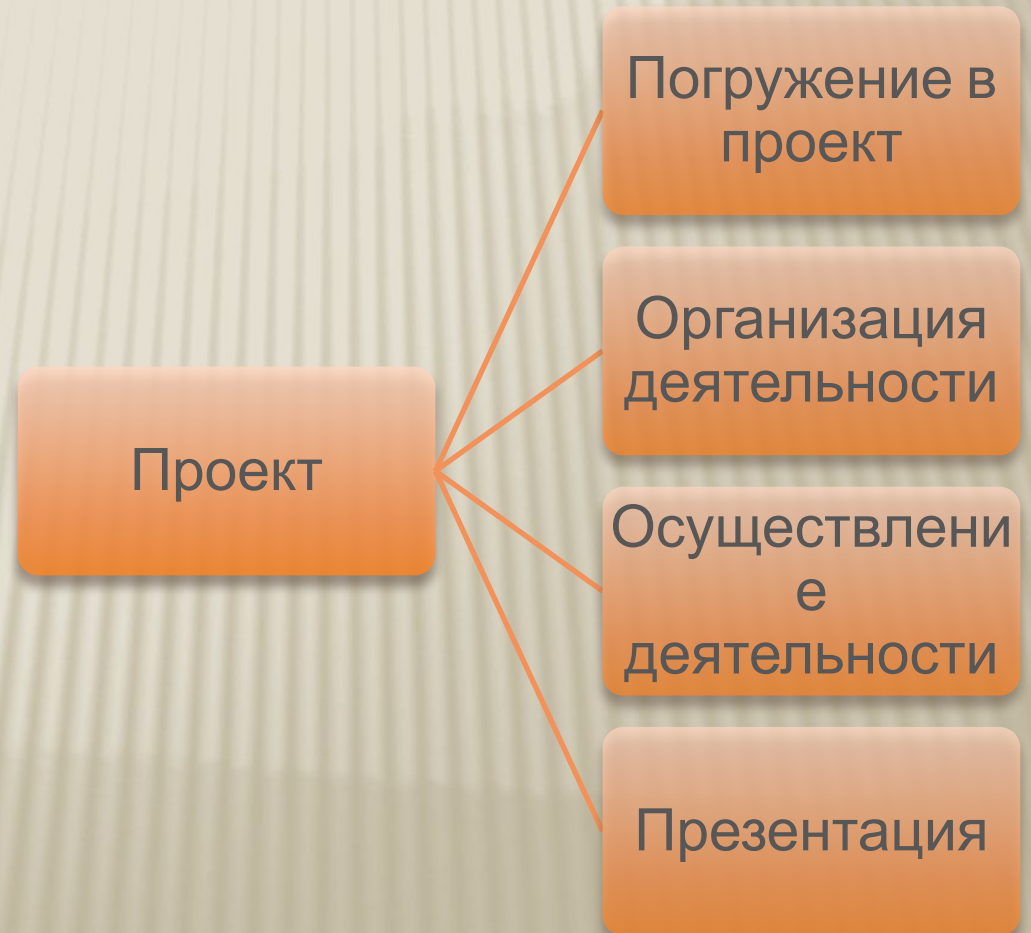 Погружение в
проект
Организация
деятельности
Проект
Осуществлени
е
деятельности
Презентация